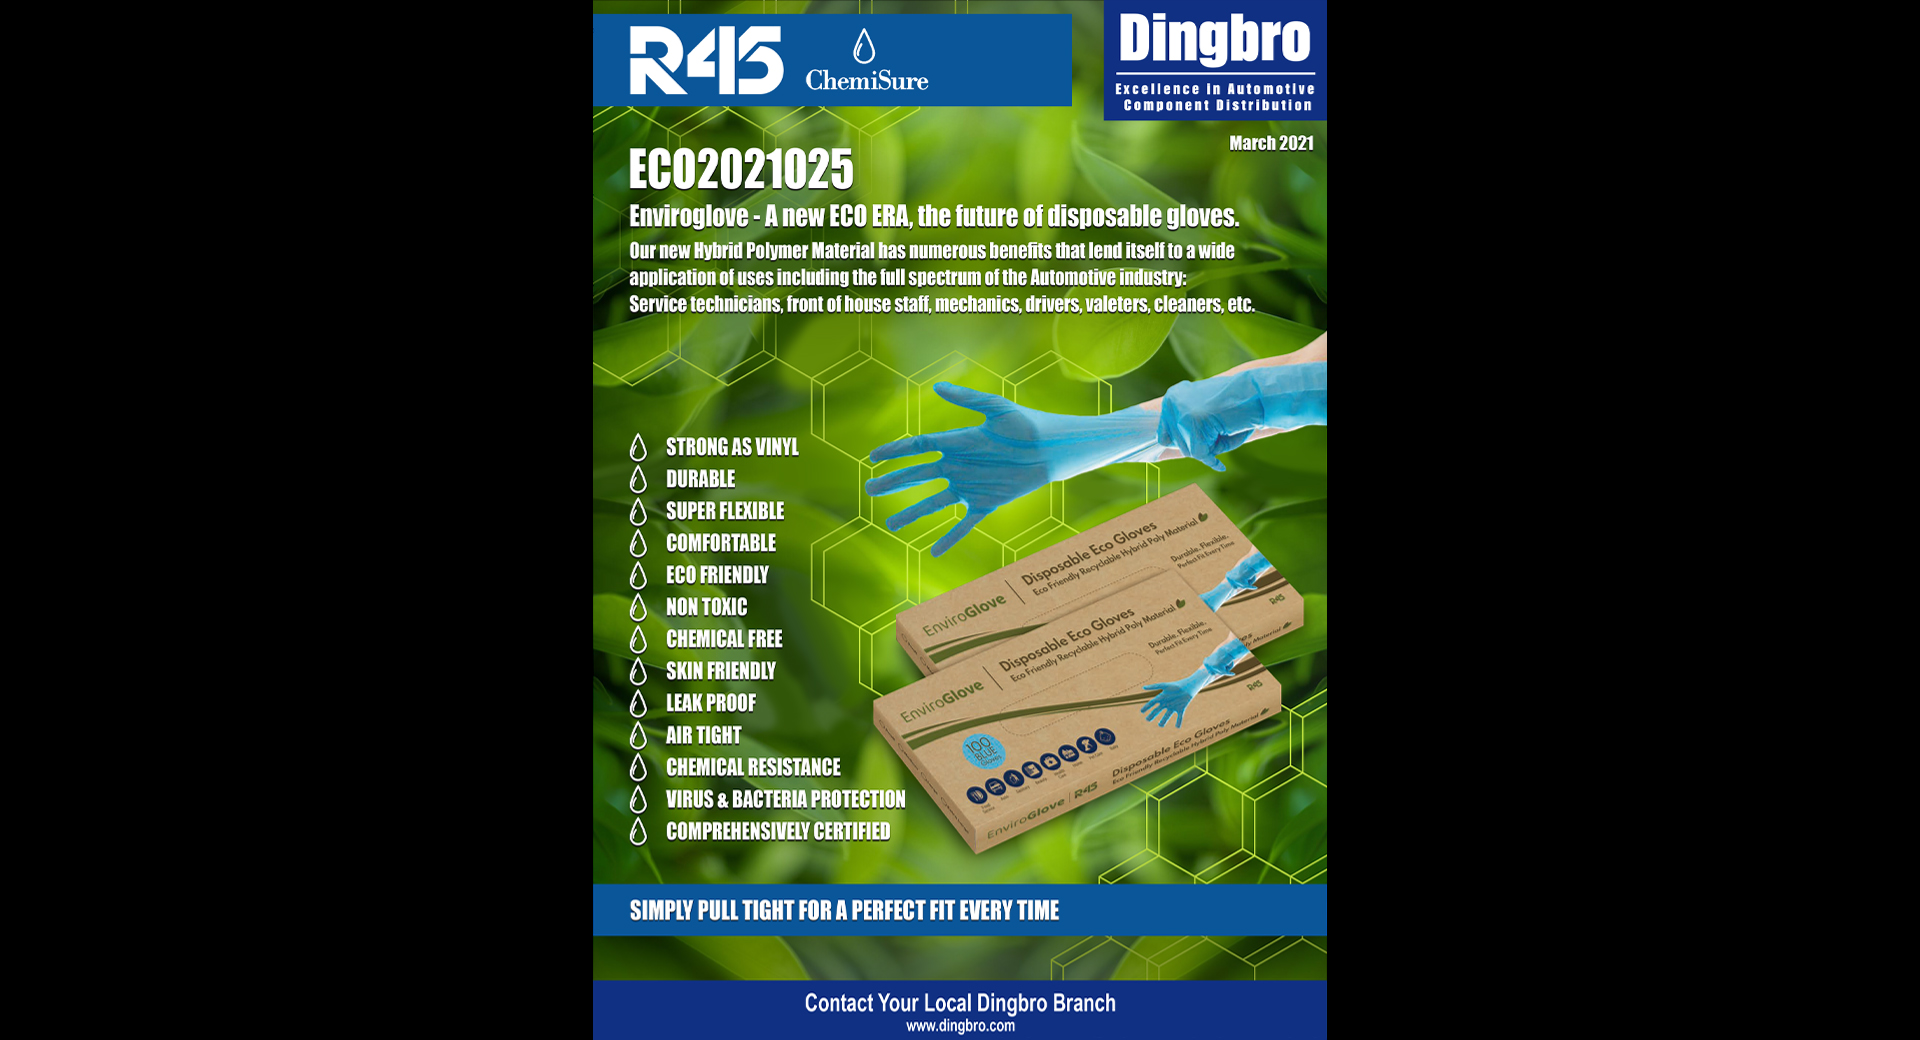 R45
ChemiSure
Dingbro
Excellence in Automotive
Component Distribution
March 2021
ECO2021025
Enviroglove - A new ECO ERA, the future of disposable gloves.
Our new Hybrid Polymer Material has numerous benefits that lend itself to a wide
application of uses including the full spectrum of the Automotive industry:
Service technicians, front of house staff, mechanics, drivers, valeters, cleaners, etc.
STRONG AS VINYL
DURABLE
SUPER FLEXIBLE
COMFORTABLE
ECO FRIENDLY
NON TOXIC
CHEMICAL FREE
SKIN FRIENDLY
LEAK PROOF
AIR TIGHT
CHEMICAL RESISTANCE
VIRUS & BACTERIA PROTECTION
COMPREHENSIVELY CERTIFIED
EnviroGlove
Disposable Eco Gloves
Eco Friendly Recyclable Hybrid Poly Material
Durable. Flexible.
Perfect Fit Every Time
R45
EnviroGlove
Disposable Eco Gloves
Eco Friendly Recyclable Hybrid Poly Material
Durable. Flexible.
Perfect Fit Every Time
R45
100
BLUE
GLOVES
EnviroGlove R45
Disposable Eco Gloves
Eco Friendly Recyclable Hybrid Poly Material
SIMPLY PULL TIGHT FOR A PERFECT FIT EVERY TIME
Contact Your Local Dingbro Branch
www.dingbro.com